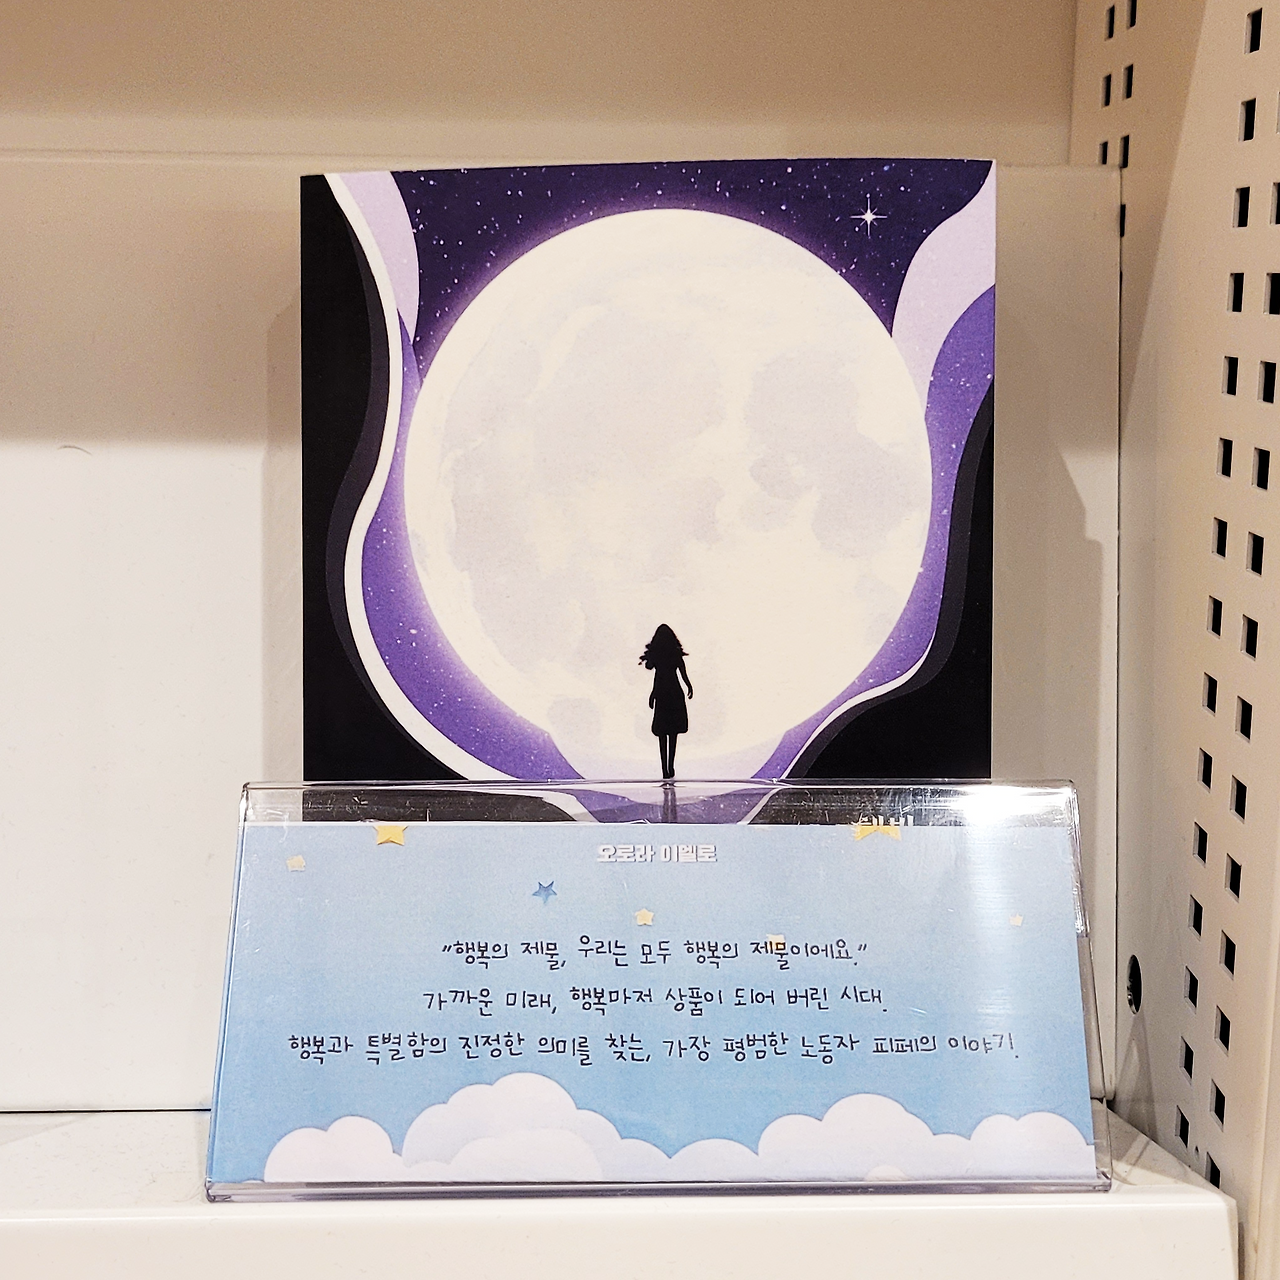 오로라 이벨로
"행복의 제물, 우리는 모두 행복의 제물이에요."
가까운 미래, 행복마저 상품이 되어 버린 시대.
행복과 특별함의 진정한 의미를 찾는, 가장 평범한 노동자 피페의 이야기.